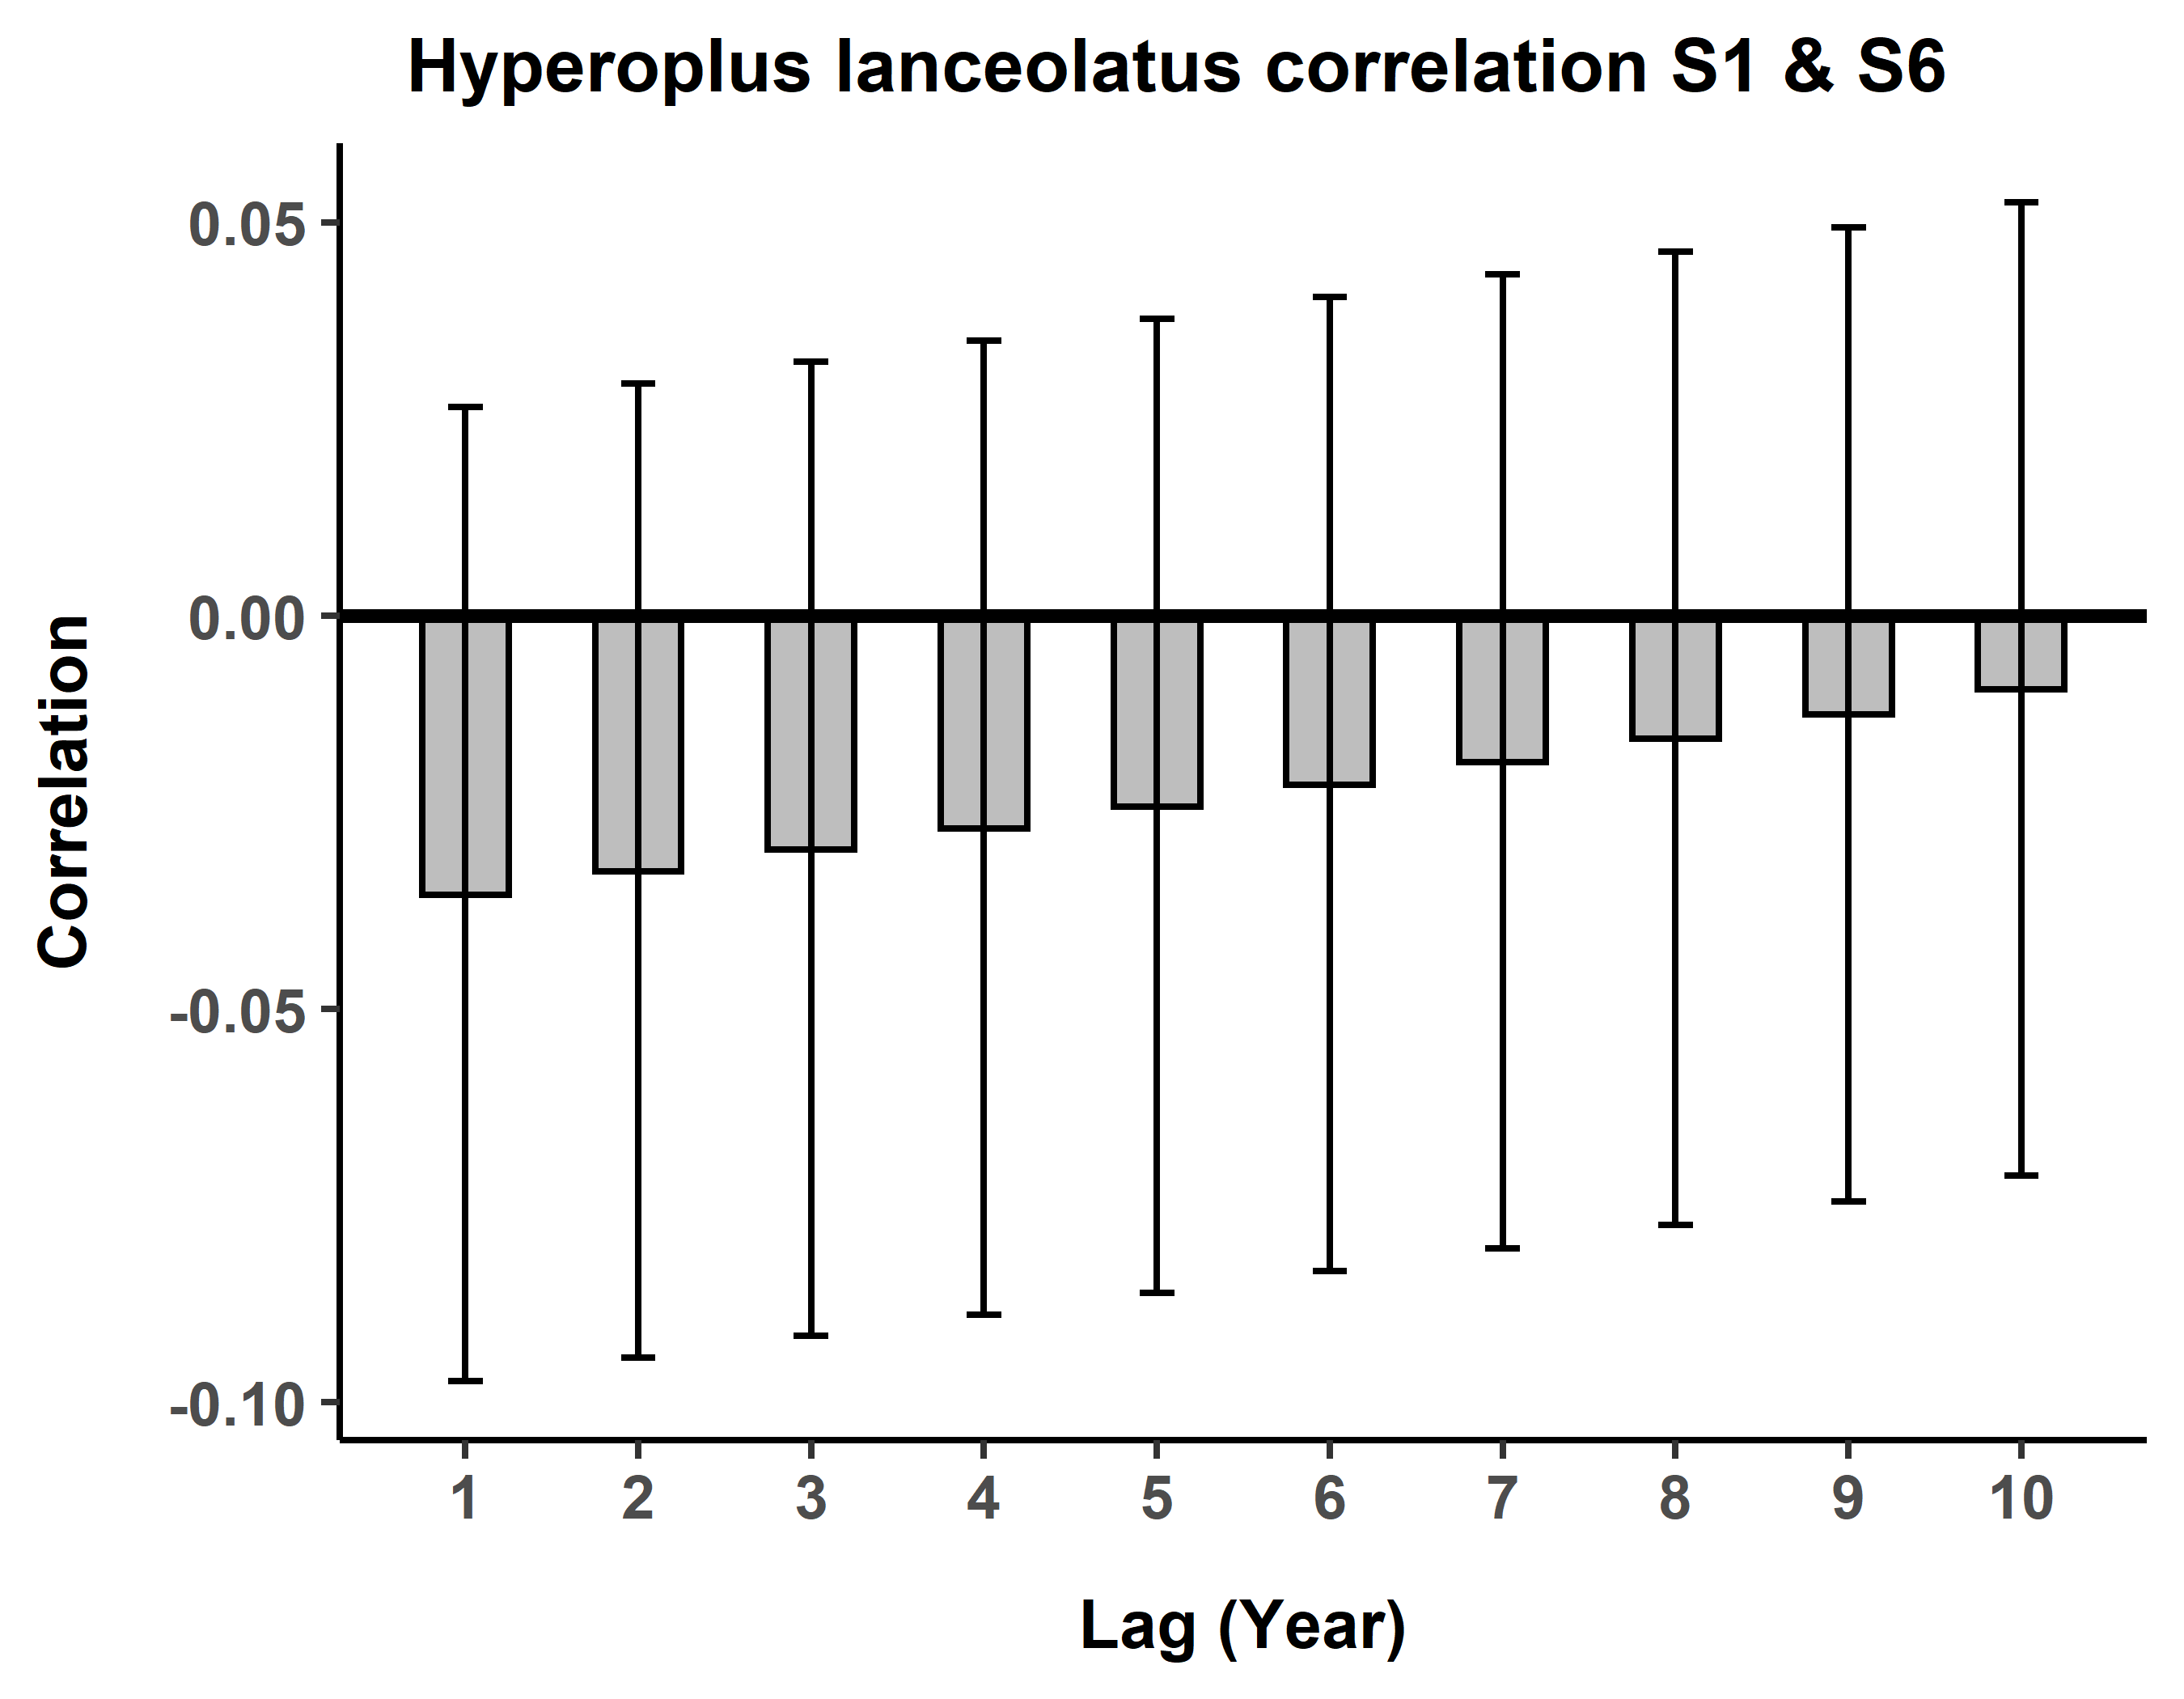 Hyperoplus lanceolatus correlation S1 & S6
0.05
0.00
-0.05
-0.10
Correlation
1 2 3 4 5 6 7 8 9 10
Lag (Year)